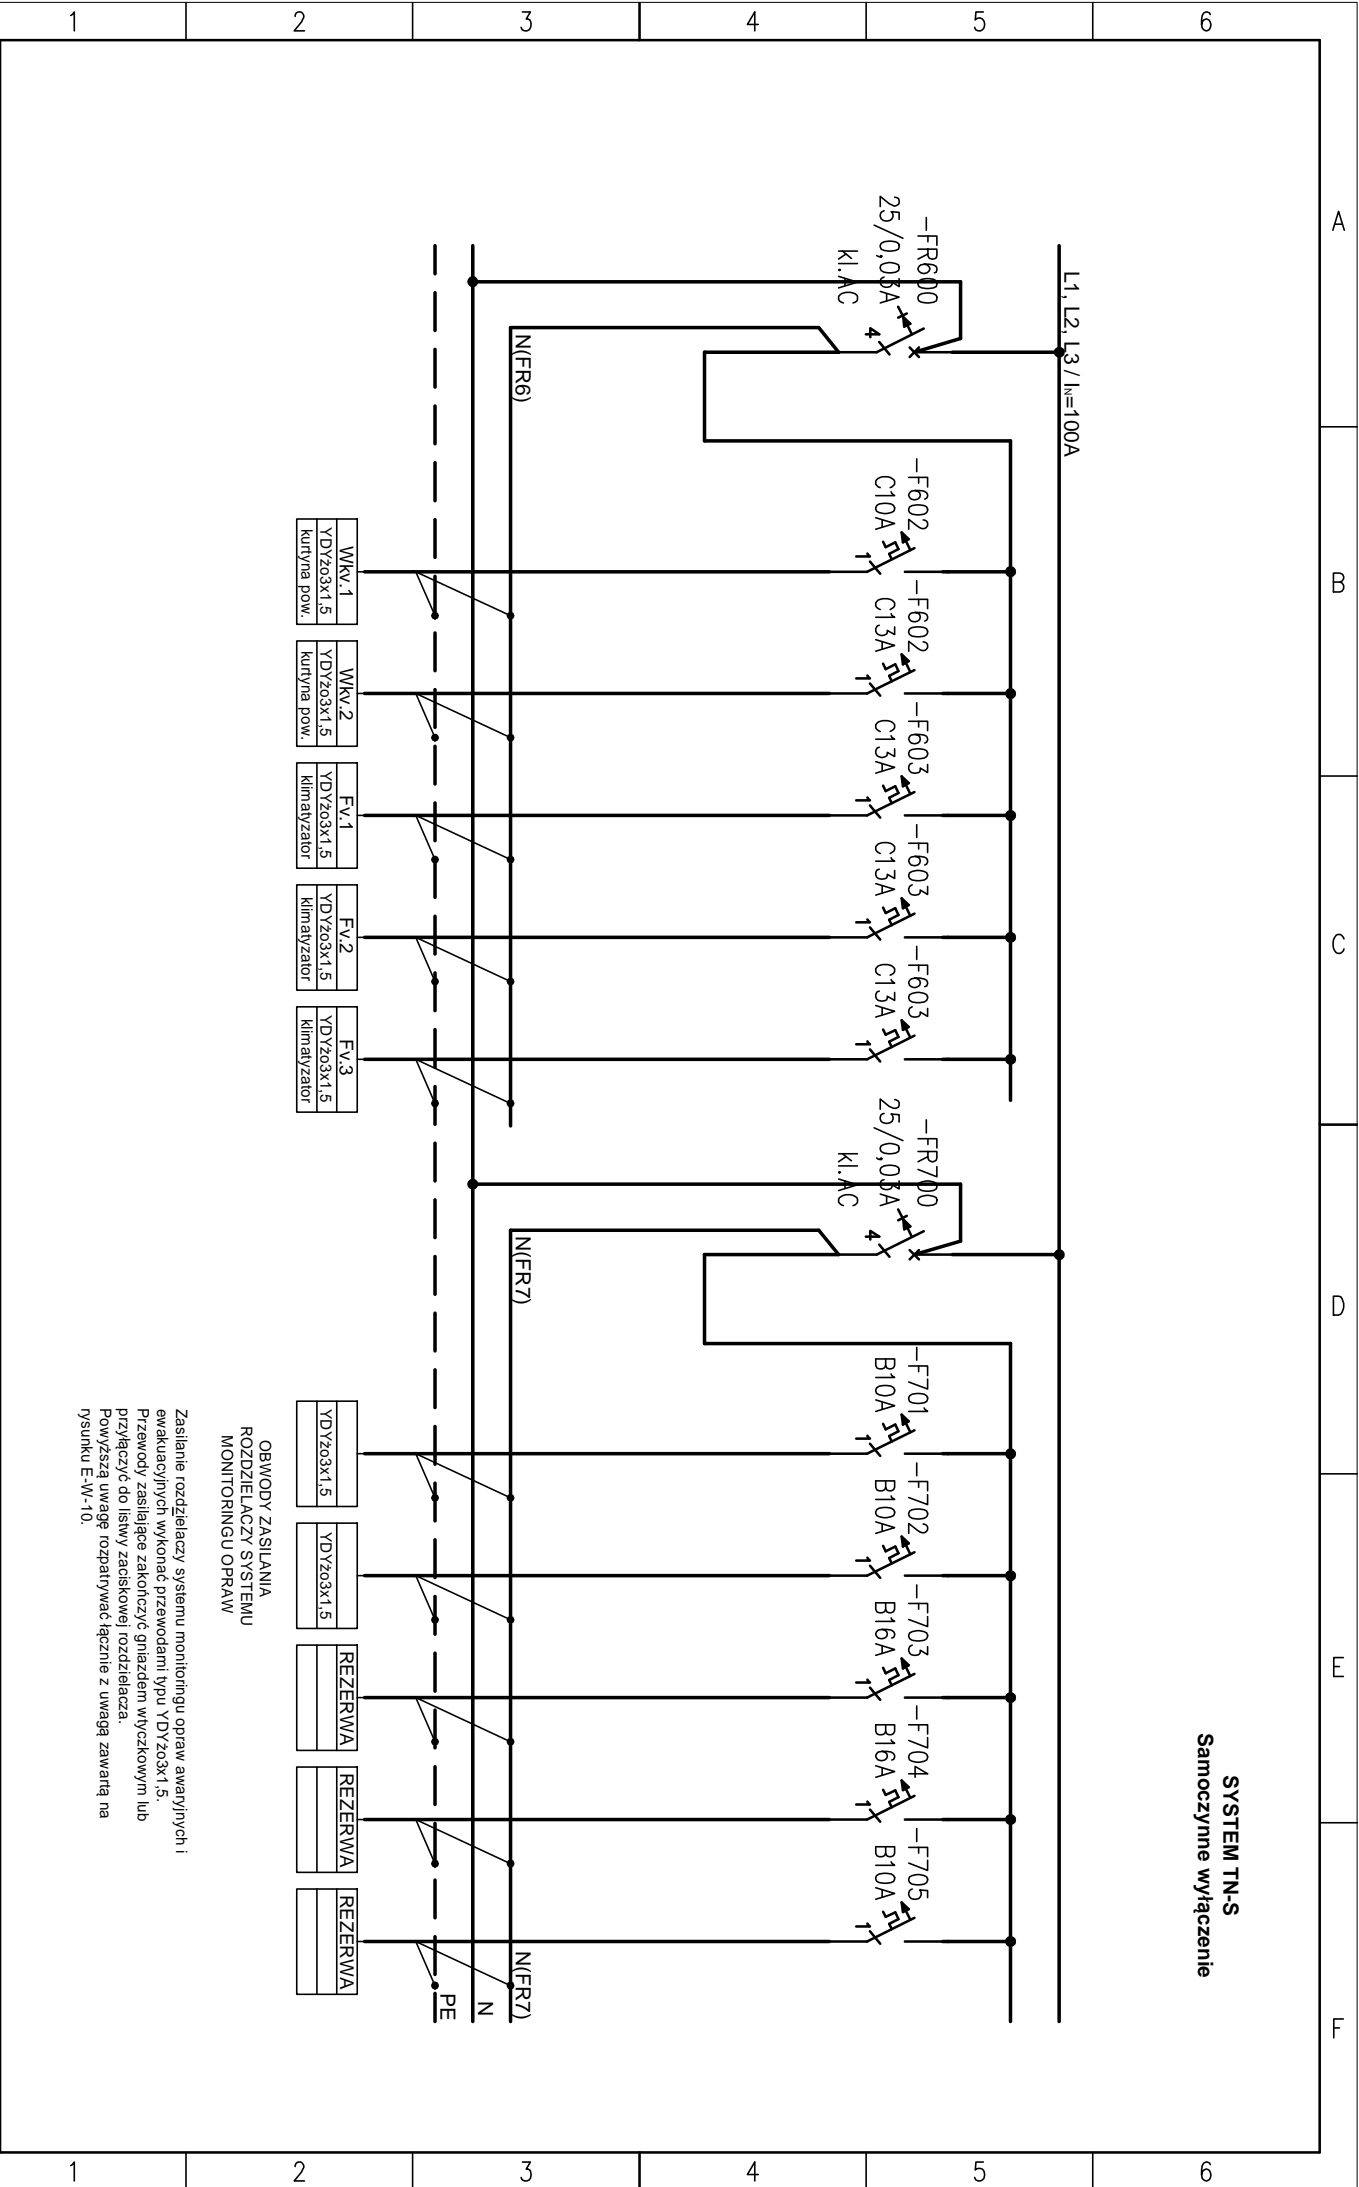 A
B
C
D
E
F
6
5
4
3
2
1
6
5
4
3
2
1
SYSTEM TN-S
Samoczynne wyłączenie
L1, L2, L3 / IN=100A
-FR600
25/0,03A
kl.AC
4
-F602
C10A
1
-F602
C13A
1
-F603
C13A
1
-F603
C13A
1
-F603
C13A
1
-FR700
25/0,03A
kl.AC
4
-F701
B10A
1
-F702
B10A
1
-F703
B16A
1
-F704
B16A
1
-F705
B10A
1
N(FR6)
N(FR7)
N(FR7)
N
PE
Wkv.1
YDYżo3x1,5
kurtyna pow.
Wkv.2
YDYżo3x1,5
kurtyna pow.
Fv.1
YDYżo3x1,5
klimatyzator
Fv.2
YDYżo3x1,5
klimatyzator
Fv.3
YDYżo3x1,5
klimatyzator
YDYżo3x1,5
YDYżo3x1,5
REZERWA
REZERWA
REZERWA
OBWODY ZASILANIA
ROZDZIELACZY SYSTEMU
MONITORINGU OPRAW
Zasilanie rozdzielaczy systemu monitoringu opraw awaryjnych i
ewakuacyjnych wykonać przewodami typu YDYżo3x1,5.
Przewody zasilające zakończyć gniazdem wtyczkowym lub
przyłączyć do listwy zaciskowej rozdzielacza.
Powyższą uwagę rozpatrywać łącznie z uwagą zawartą na
rysunku E-W-10.